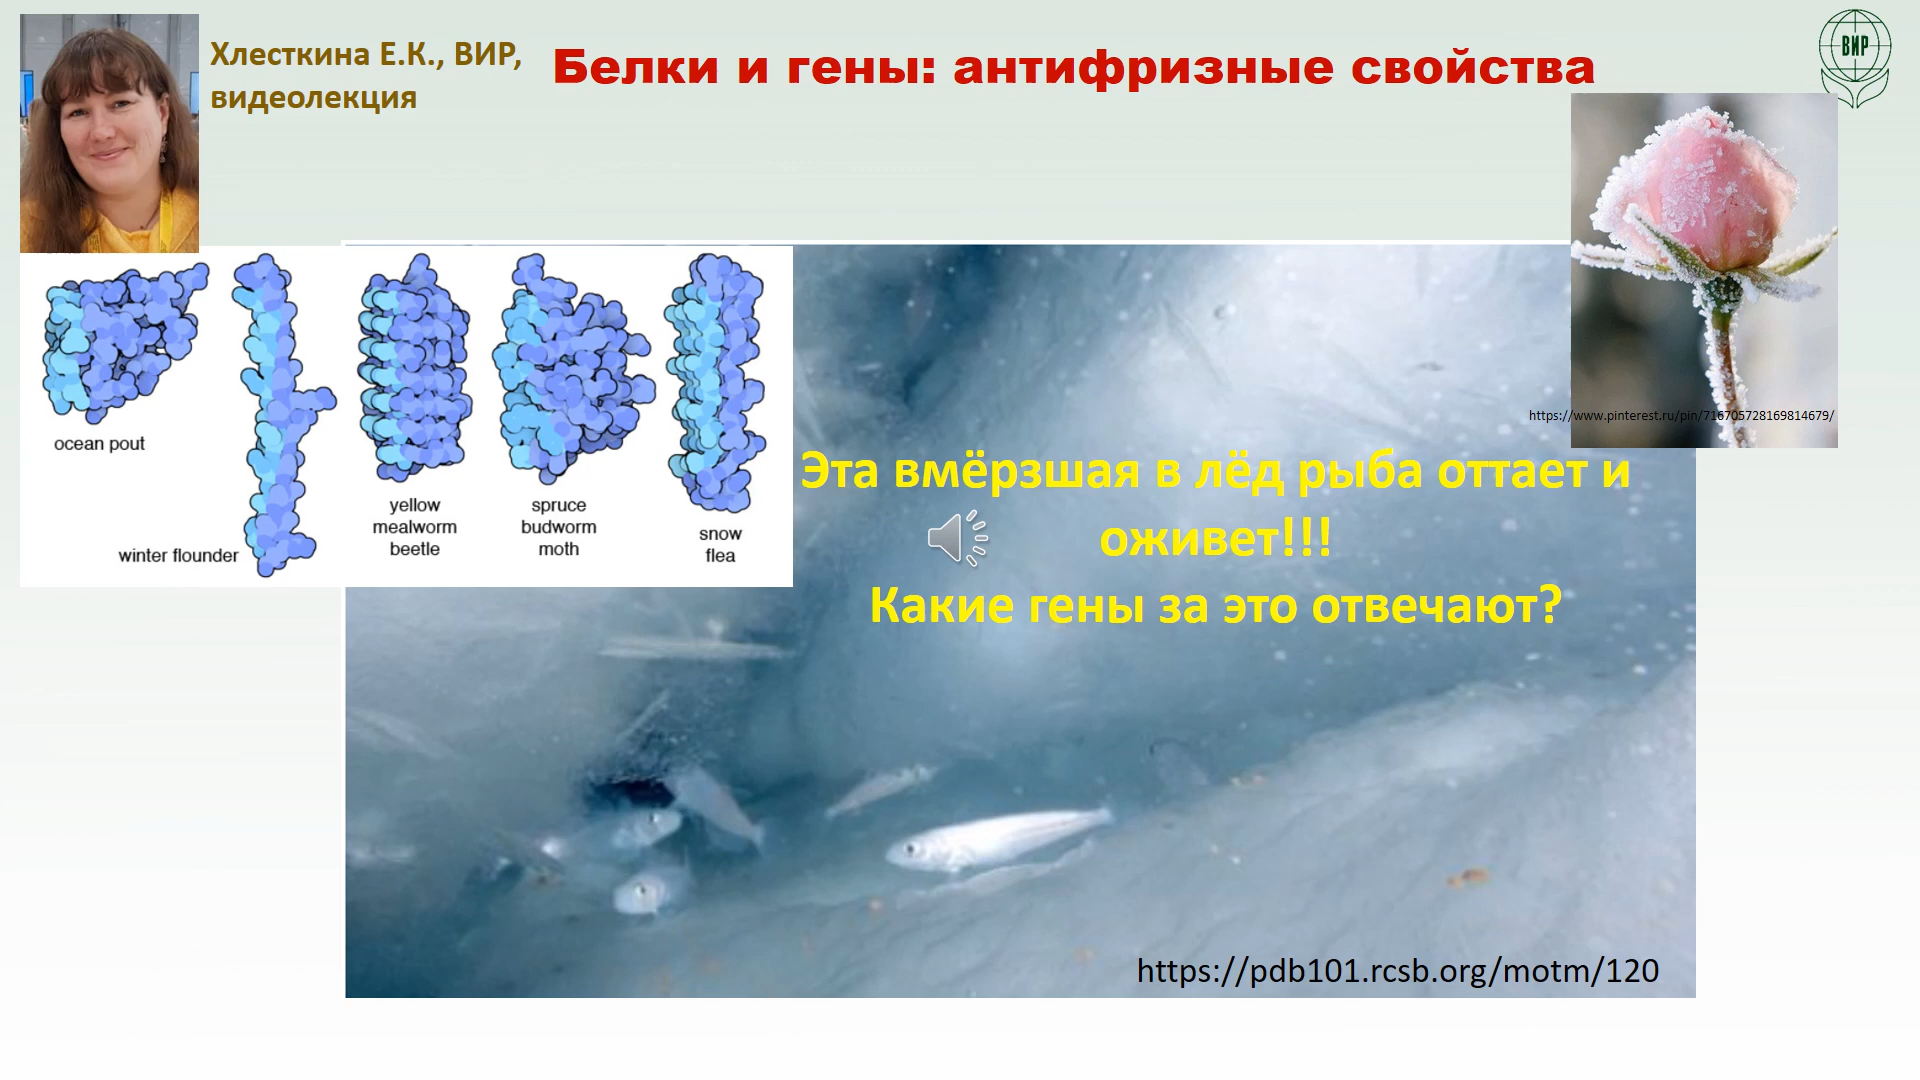 Хлесткина Е.К., ВИР,
видеолекция
Белки и гены: антифризные свойства
ВИР
ocean pout
winter flounder
yellow
mealworm
beetle
spruce
budworm
moth
snow
flea
https://www.pinterest.ru/pin/716705728169814679/
Эта вмёрзшая в лёд рыба оттает и
оживет!!!
Какие гены за это отвечают?
https://pdb101.rcsb.org/motm/120